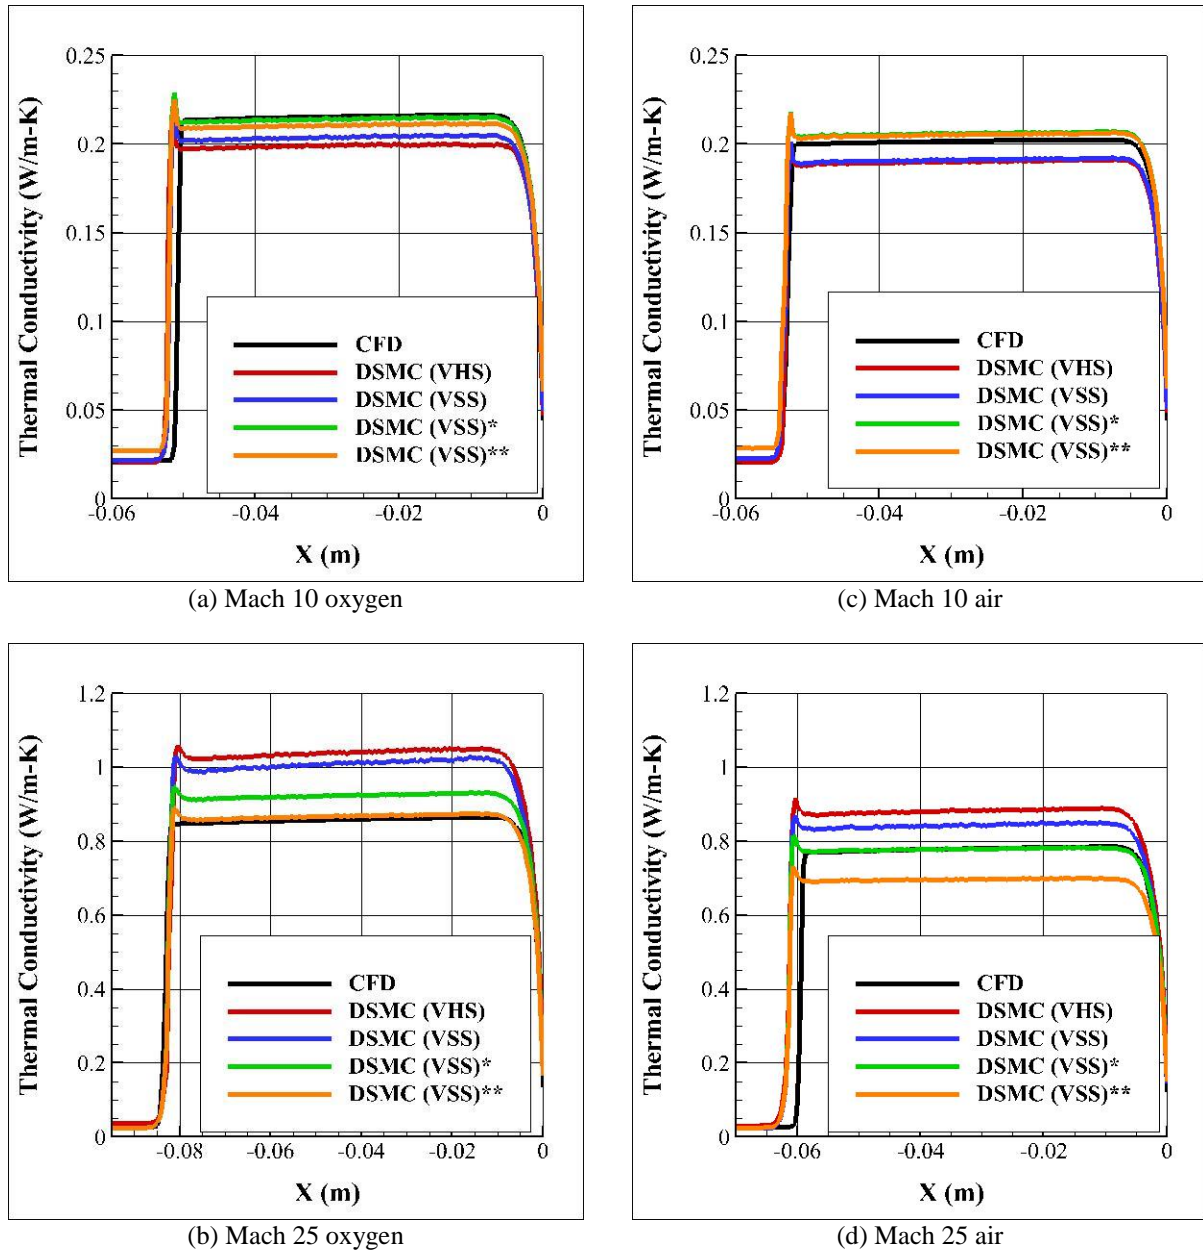 Thermal Conductivity (W/m-K)
0.25
0.2
0.15
0.1
0.05
0
-0.06
-0.04
-0.02
0
X (m)
CFD
DSMC (VHS)
DSMC (VSS)
DSMC (VSS)*
DSMC (VSS)**
(a) Mach 10 oxygen
Thermal Conductivity (W/m-K)
0.25
0.2
0.15
0.1
0.05
0
-0.06
-0.04
-0.02
0
X (m)
CFD
DSMC (VHS)
DSMC (VSS)
DSMC (VSS)*
DSMC (VSS)**
(c) Mach 10 air
Thermal Conductivity (W/m-K)
1.2
1
0.8
0.6
0.4
0.2
0
-0.08
-0.06
-0.04
-0.02
0
X (m)
CFD
DSMC (VHS)
DSMC (VSS)
DSMC (VSS)*
DSMC (VSS)**
(b) Mach 25 oxygen
Thermal Conductivity (W/m-K)
1.2
1
0.8
0.6
0.4
0.2
0
-0.06
-0.04
-0.02
0
X (m)
CFD
DSMC (VHS)
DSMC (VSS)
DSMC (VSS)*
DSMC (VSS)**
(d) Mach 25 air